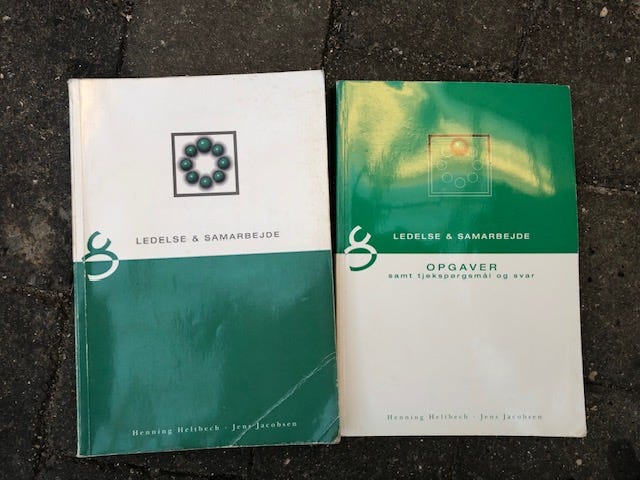 LEDELSE & SAMARBEJDE
Henning Heltbech · Jens Jacobsen
LEDELSE & SAMARBEJDE
OPGAVER
samt tjekspørgsmål og svar
Henning Heltbech · Jens Jacobsen